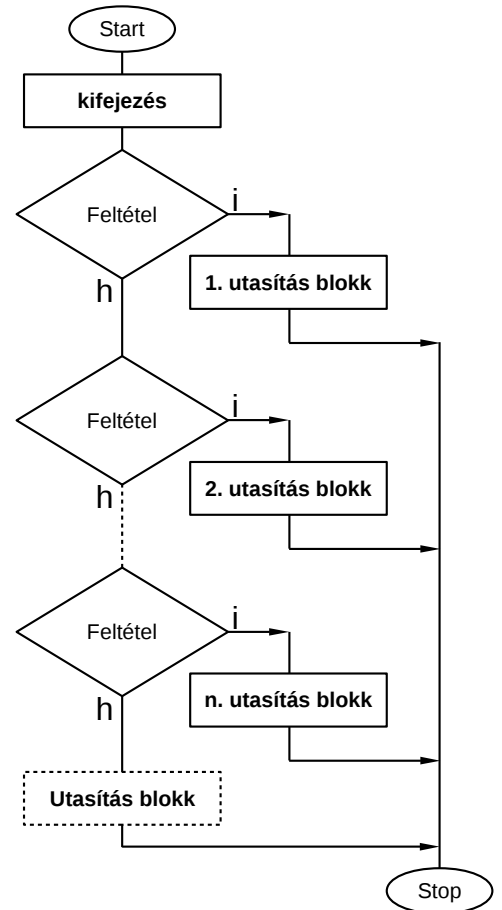 Start
kifejezés
Feltétel
i
1. utasítás blokk
h
Feltétel
i
2. utasítás blokk
h
Feltétel
i
n. utasítás blokk
h
Utasítás blokk
Stop